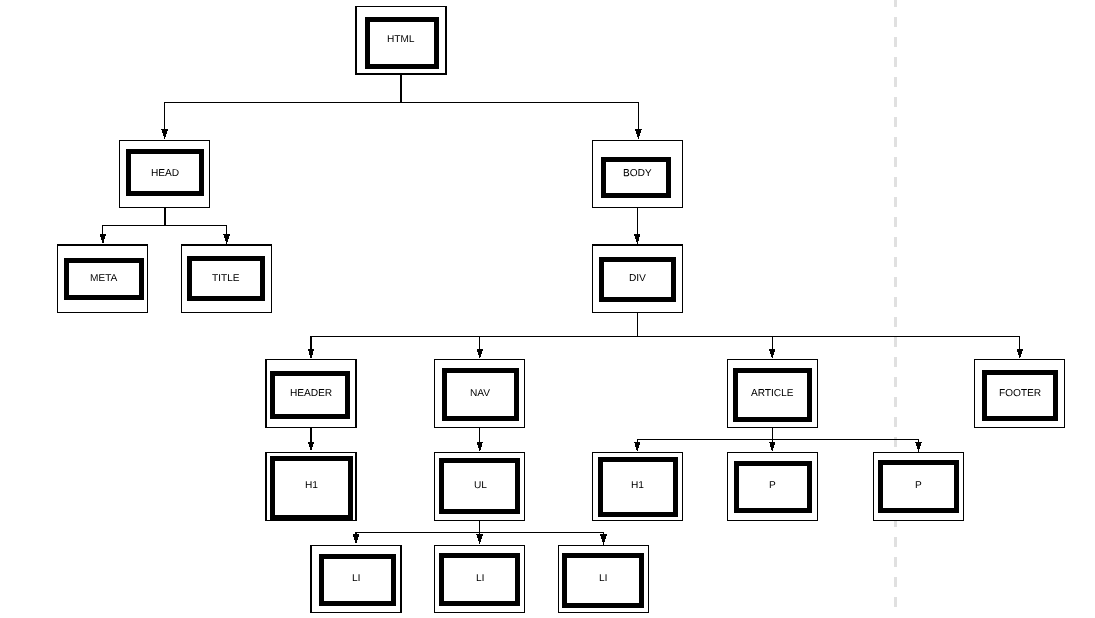 HTML
HEAD
BODY
META
TITLE
DIV
HEADER
NAV
ARTICLE
FOOTER
H1
UL
H1
P
P
LI
LI
LI